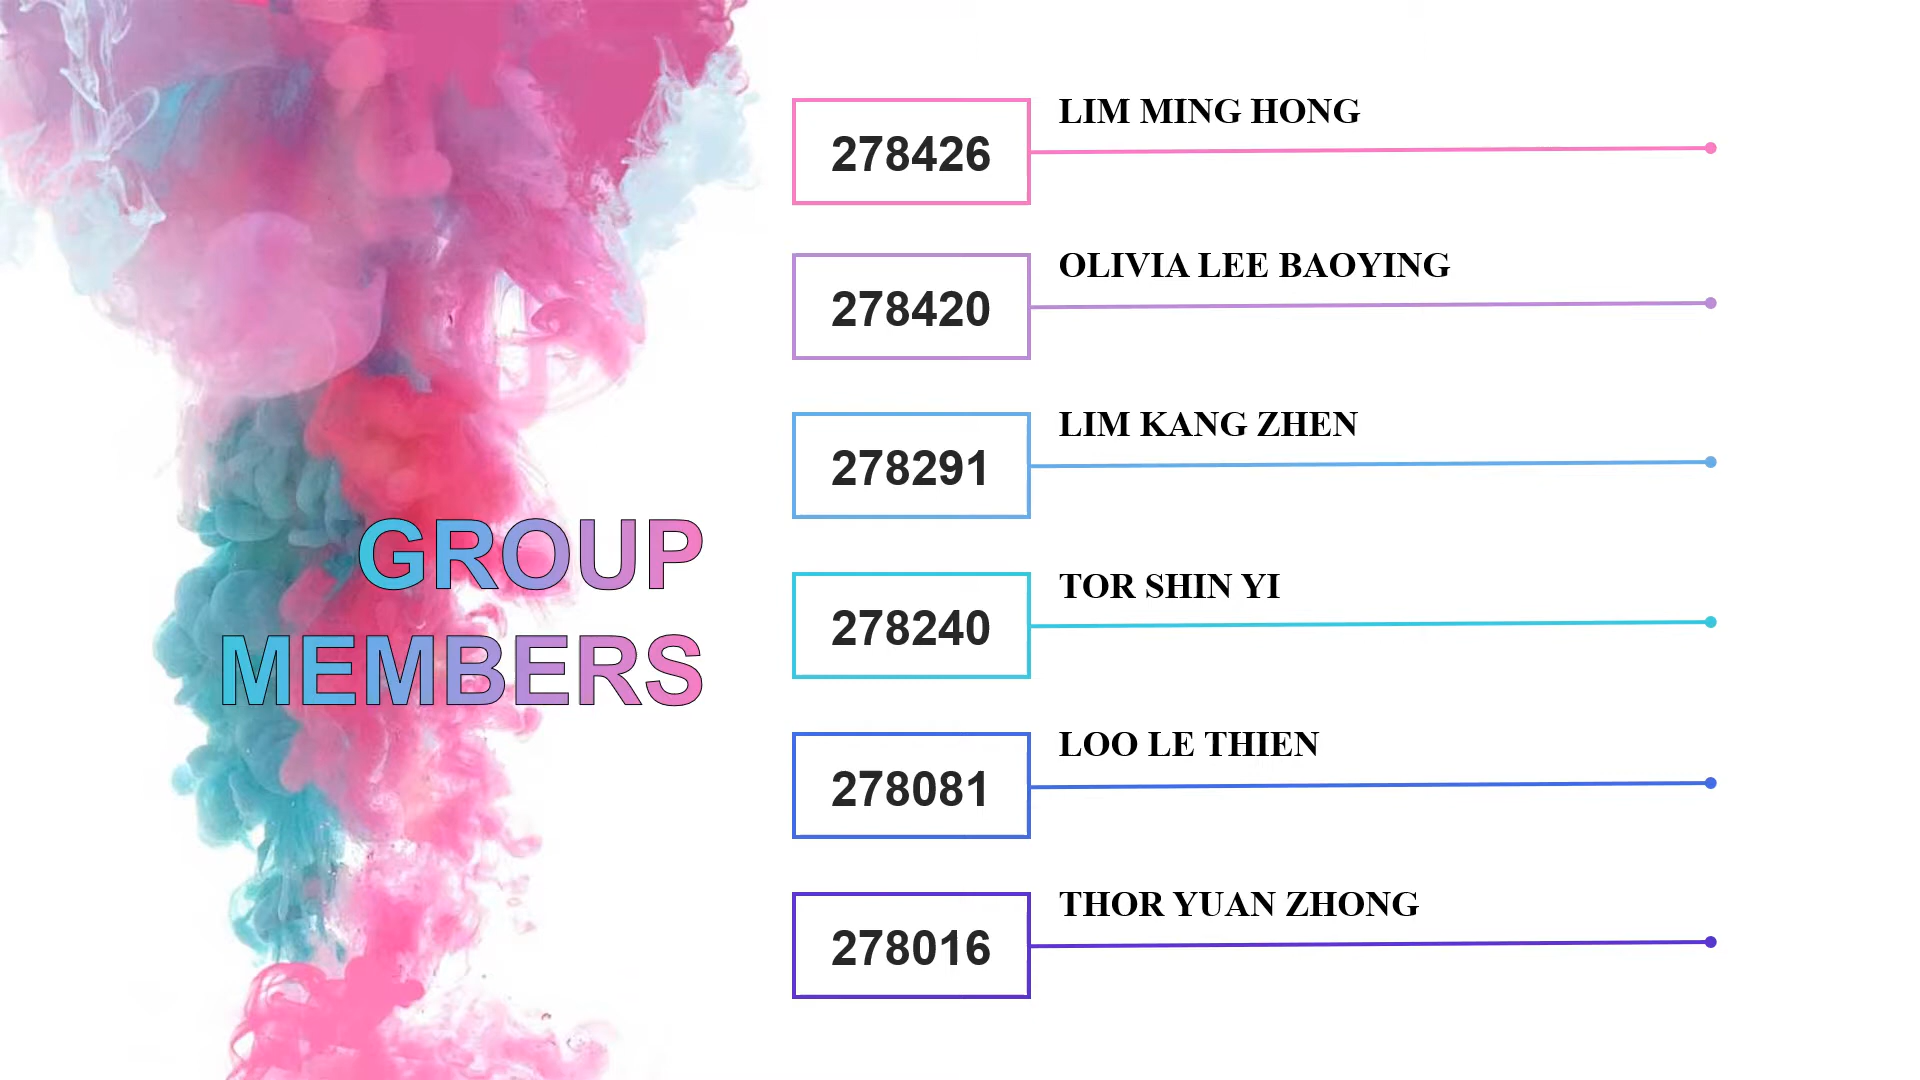 GROUP
MEMBERS
278426
LIM MING HONG
278420
OLIVIA LEE BAOYING
278291
LIM KANG ZHEN
278240
TOR SHIN YI
278081
LOO LE THIEN
278016
THOR YUAN ZHONG